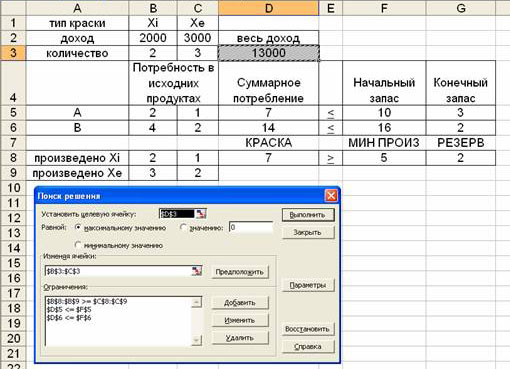 A B C D E F G
1 тип краски Xi Xe
2 доход 2000 3000 весь доход
3 количество 2 3 13000
4 Потребность в исходних продуктах Суммарное потребление Начальный запас Конечный запас
5 A 2 1 7 ≤ 10 3
6 B 4 2 14 ≤ 16 2
7 КРАСКА МИН ПРОИЗ РЕЗЕРВ
8 произведено Xi 2 1 7 ≥ 5 2
9 произведено Xe 3 2
10
11
12
13
14
15
16
17
18
19
20
21
22
Поиск решения
Установить целевую ячейку: $D$3 Выполнить
Равной: максимальному значению значению: 0 Закрыть
минимальному значению
Изменяя ячейки:
$B$3:$C$3 Предположить
Ограничения: Параметры
$B$8:$B$9 >= $C$8:$C$9 Добавить
$D$5 <= $F$5
$D$6 <= $F$6 Изменить
Восстановить
Удалить
Справка